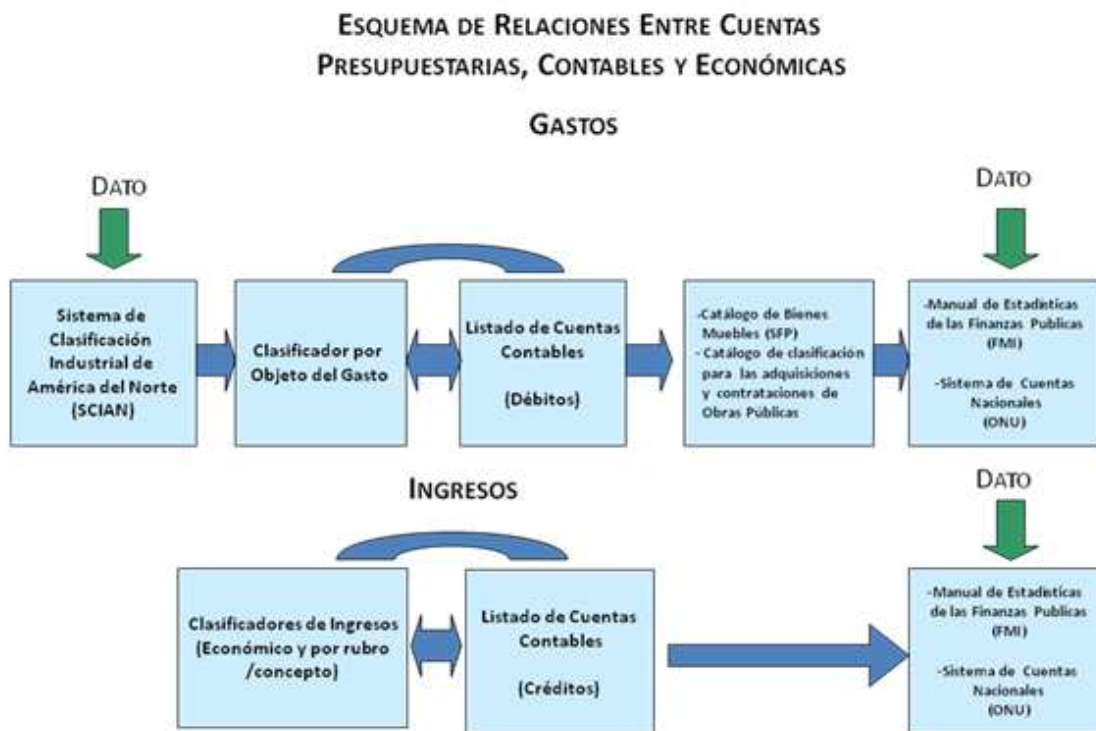 ESQUEMA DE RELACIONES ENTRE CUENTAS
PRESUPUESTARIAS, CONTABLES Y ECONÓMICAS
GASTOS
DATO
DATO
Sistema de
Clasificación
Industrial de
América del Norte
(SCIAN)
Clasificador por
Objeto del Gasto
Listado de Cuentas
Contables
(Débitos)
-Catálogo de Bienes
Muebles (SFP)
- Catálogo de clasificación
para las adquisiciones
y contrataciones de
Obras Públicas
-Manual de Estadísticas
de las Finanzas Publicas
(FMI)
-Sistema de Cuentas
Nacionales
(ONU)
INGRESOS
DATO
Clasificadores de Ingresos
(Económico y por rubro
/concepto)
Listado de Cuentas
Contables
(Créditos)
-Manual de Estadísticas
de las Finanzas Publicas
(FMI)
-Sistema de Cuentas
Nacionales
(ONU)